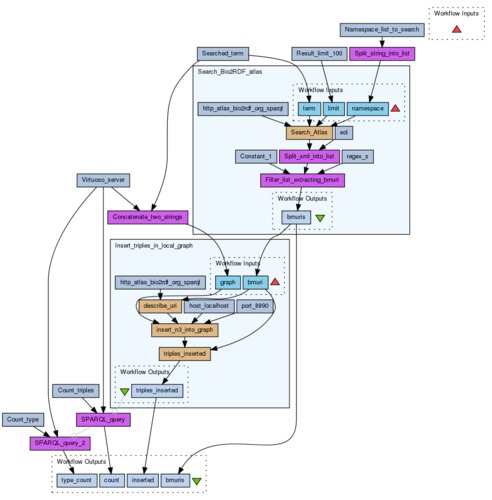 Workflow Inputs
Namespace_list_to_search
Searched_term
Result_limit_100
Split_string_into_list
Search_Bio2RDF_atlas
Workflow Inputs
http_atlas_bio2rdf_org_sparql
term
limit
namespace
Search_Atlas
eol
Constant_1
Split_xml_into_list
regex_s
Virtuoso_server
Filter_list_extracting_bmuri
Workflow Outputs
Concatenate_two_strings
bmuris
Insert_triples_in_local_graph
Workflow Inputs
http_atlas_bio2rdf_org_sparql
graph
bmuri
describe_uri
host_localhost
port_8890
insert_n3_into_graph
triples_inserted
Workflow Outputs
Count_triples
triples_inserted
Count_type
SPARQL_query
SPARQL_query_2
Workflow Outputs
type_count
count
inserted
bmuris